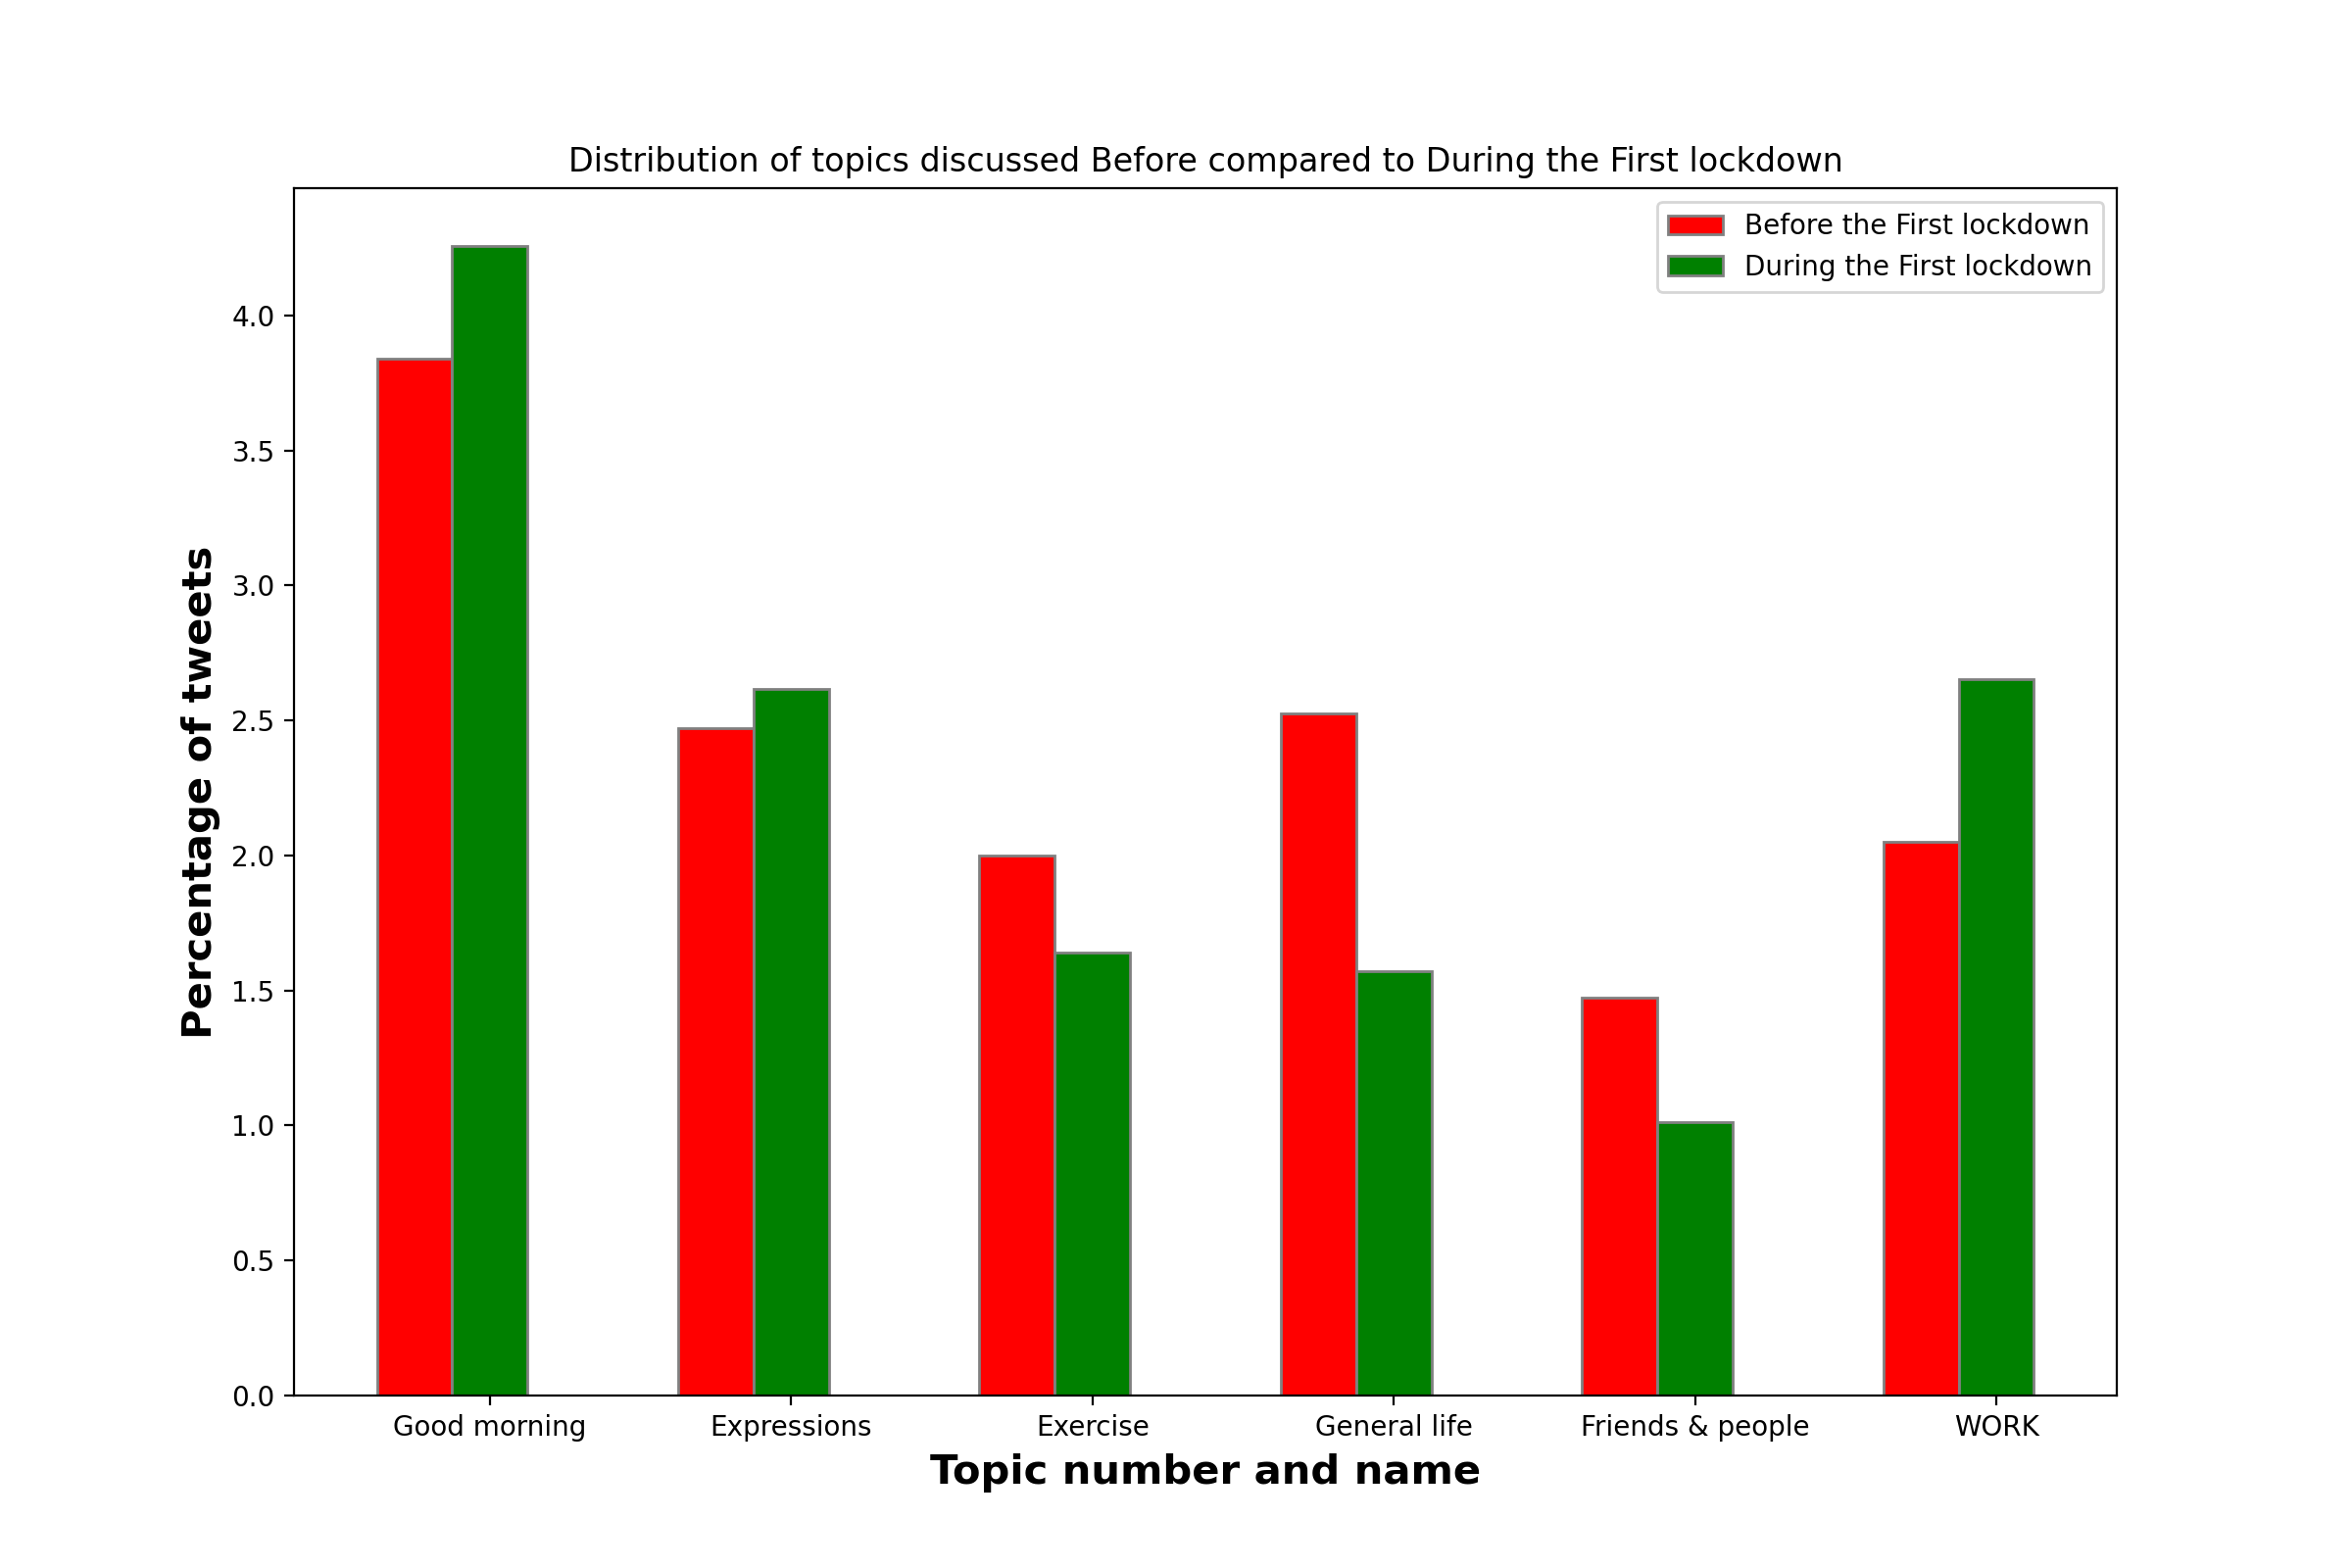 Distribution of topics discussed Before compared to During the First lockdown
Before the First lockdown
During the First lockdown
Percentage of tweets
4.0
3.5
3.0
2.5
2.0
1.5
1.0
0.5
0.0
Good morning Expressions Exercise General life Friends & people WORK
Topic number and name